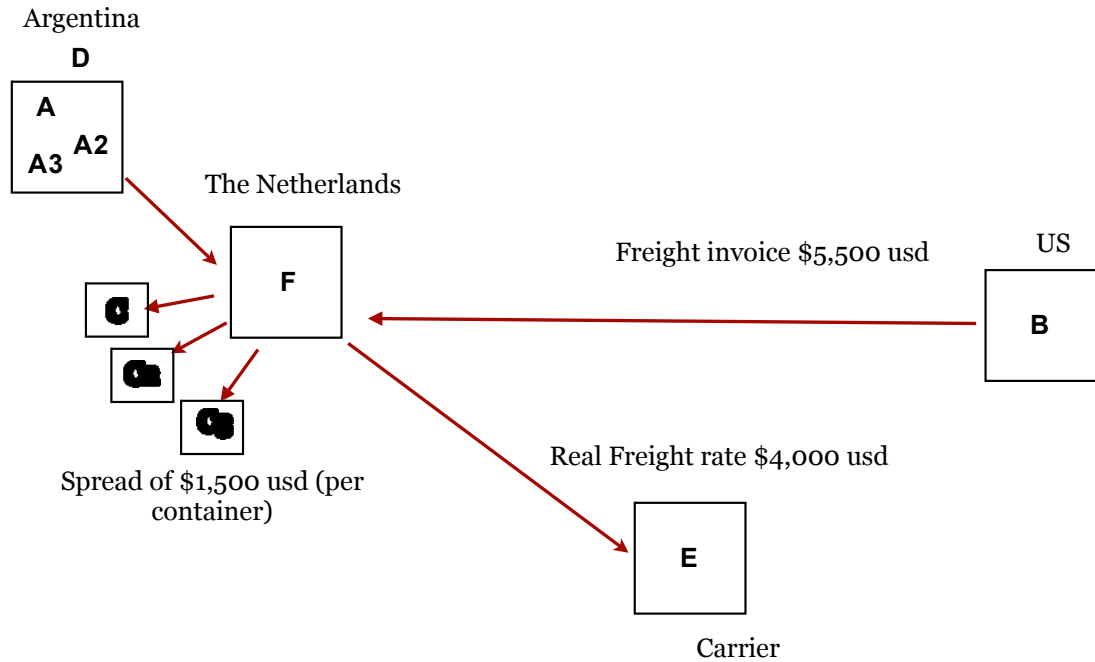 Argentina
D
A
A2
A3
The Netherlands
Freight invoice $5,500 usd
US
F
B
C
Spread of $1,500 usd (per
container)
Real Freight rate $4,000 usd
E
Carrier